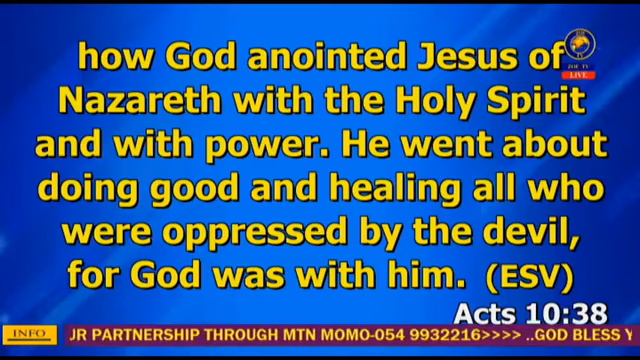 how God anointed Jesus of
Nazareth with the Holy Spirit
and with power. He went about
doing good and healing all who
were oppressed by the devil,
for God was with him. (ESV)
Acts 10:38
ZOE TV
LIVE
INFO
JR PARTNERSHIP THROUGH MTN MOMO-054 9932216>>>> ..GOD BLESS Y